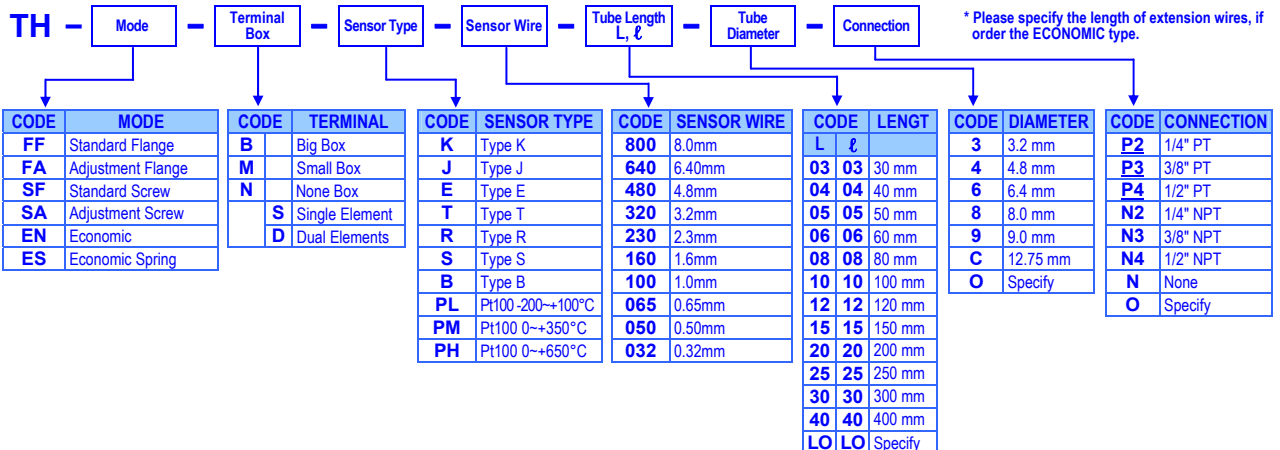 TH – Mode – Terminal Box – Sensor Type – Sensor Wire – Tube Length L, ℓ – Tube Diameter – Connection
* Please specify the length of extension wires, if order the ECONOMIC type.
CODE MODE
FF Standard Flange
FA Adjustment Flange
SF Standard Screw
SA Adjustment Screw
EN Economic
ES Economic Spring
CODE TERMINAL
B Big Box
M Small Box
N None Box
S Single Element
D Dual Elements
CODE SENSOR TYPE
K Type K
J Type J
E Type E
T Type T
R Type R
S Type S
B Type B
PL Pt100 -200~+100°C
PM Pt100 0~+350°C
PH Pt100 0~+650°C
CODE SENSOR WIRE
800 8.0mm
640 6.40mm
480 4.8mm
320 3.2mm
230 2.3mm
160 1.6mm
100 1.0mm
065 0.65mm
050 0.50mm
032 0.32mm
CODE LENGT
L ℓ
03 03 30 mm
04 04 40 mm
05 05 50 mm
06 06 60 mm
08 08 80 mm
10 10 100 mm
12 12 120 mm
15 15 150 mm
20 20 200 mm
25 25 250 mm
30 30 300 mm
40 40 400 mm
LO LO Specify
CODE DIAMETER
3 3.2 mm
4 4.8 mm
6 6.4 mm
8 8.0 mm
9 9.0 mm
C 12.75 mm
O Specify
CODE CONNECTION
P2 1/4" PT
P3 3/8" PT
P4 1/2" PT
N2 1/4" NPT
N3 3/8" NPT
N4 1/2" NPT
N None
O Specify